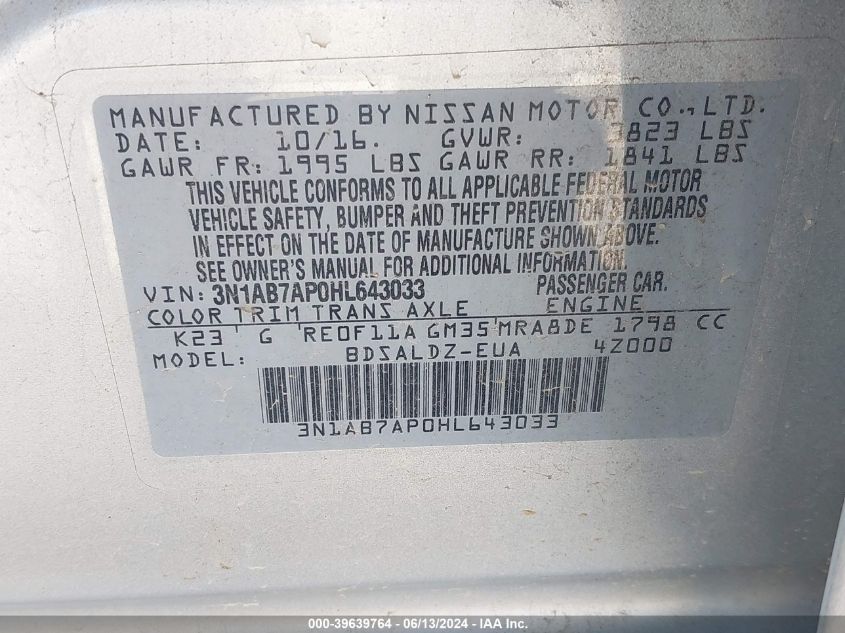 MANUFACTURED BY NISSAN MOTOR CO., LTD.
DATE: 10/16. GVWR: 3823 LBS
GAWR FR: 1995 LBS GAWR RR: 1841 LBS
THIS VEHICLE CONFORMS TO ALL APPLICABLE FEDERAL MOTOR
VEHICLE SAFETY, BUMPER AND THEFT PREVENTION STANDARDS
IN EFFECT ON THE DATE OF MANUFACTURE SHOWN ABOVE.
SEE OWNER'S MANUAL FOR ADDITIONAL INFORMATION.
VIN: 3N1AB7AP0HL643033 PASSENGER CAR.
COLOR TRIM TRANS AXLE ENGINE
K23 G RE0F11A GM35 MRA8DE 1798 CC
MODEL: BDSALDZ-EUA 4Z000
3N1AB7AP0HL643033
000-39639764 - 06/13/2024 - IAA Inc.